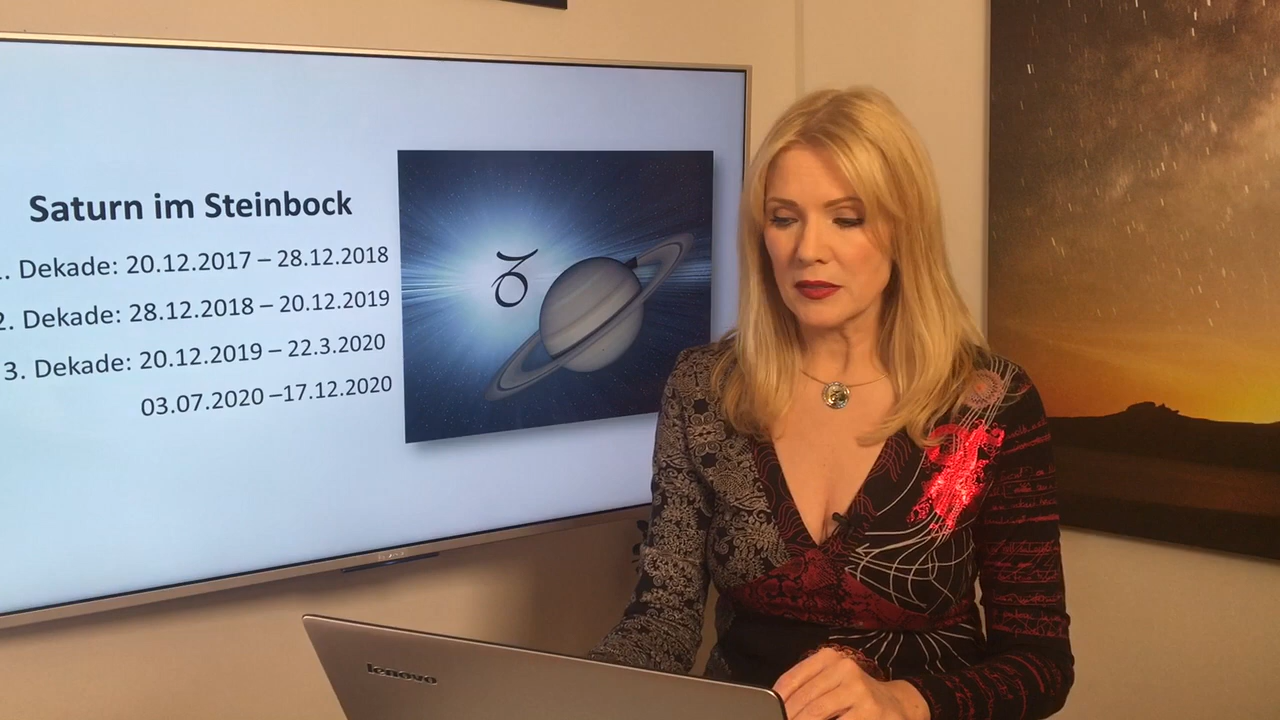 Saturn im Steinbock
1. Dekade: 20.12.2017 – 28.12.2018
2. Dekade: 28.12.2018 – 20.12.2019
3. Dekade: 20.12.2019 – 22.3.2020
03.07.2020 –17.12.2020
lenovo